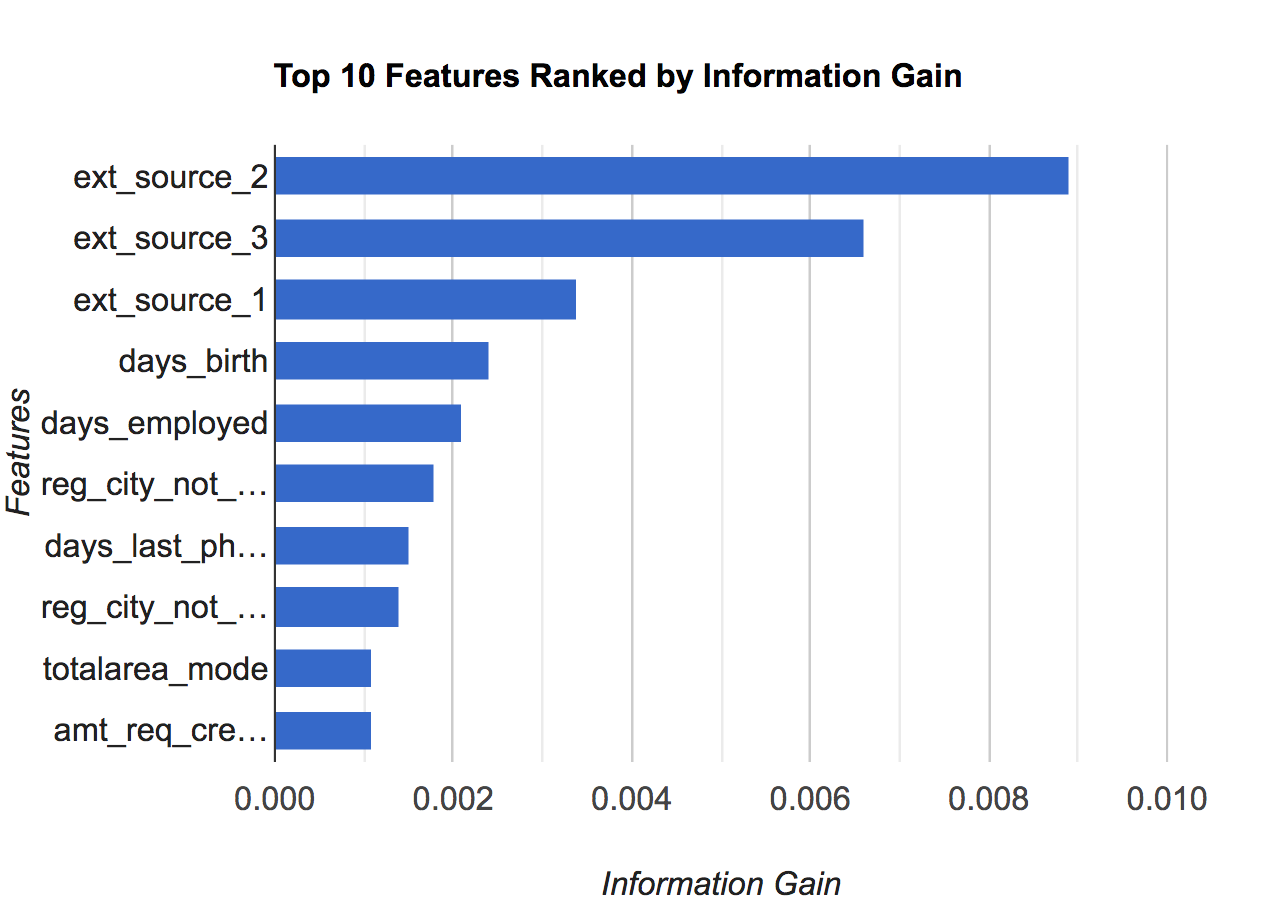 Top 10 Features Ranked by Information Gain
ext_source_2
ext_source_3
ext_source_1
days_birth
days_employed
reg_city_not_…
days_last_ph…
reg_city_not_…
totalarea_mode
amt_req_cre…
Features
0.000 0.002 0.004 0.006 0.008 0.010
Information Gain